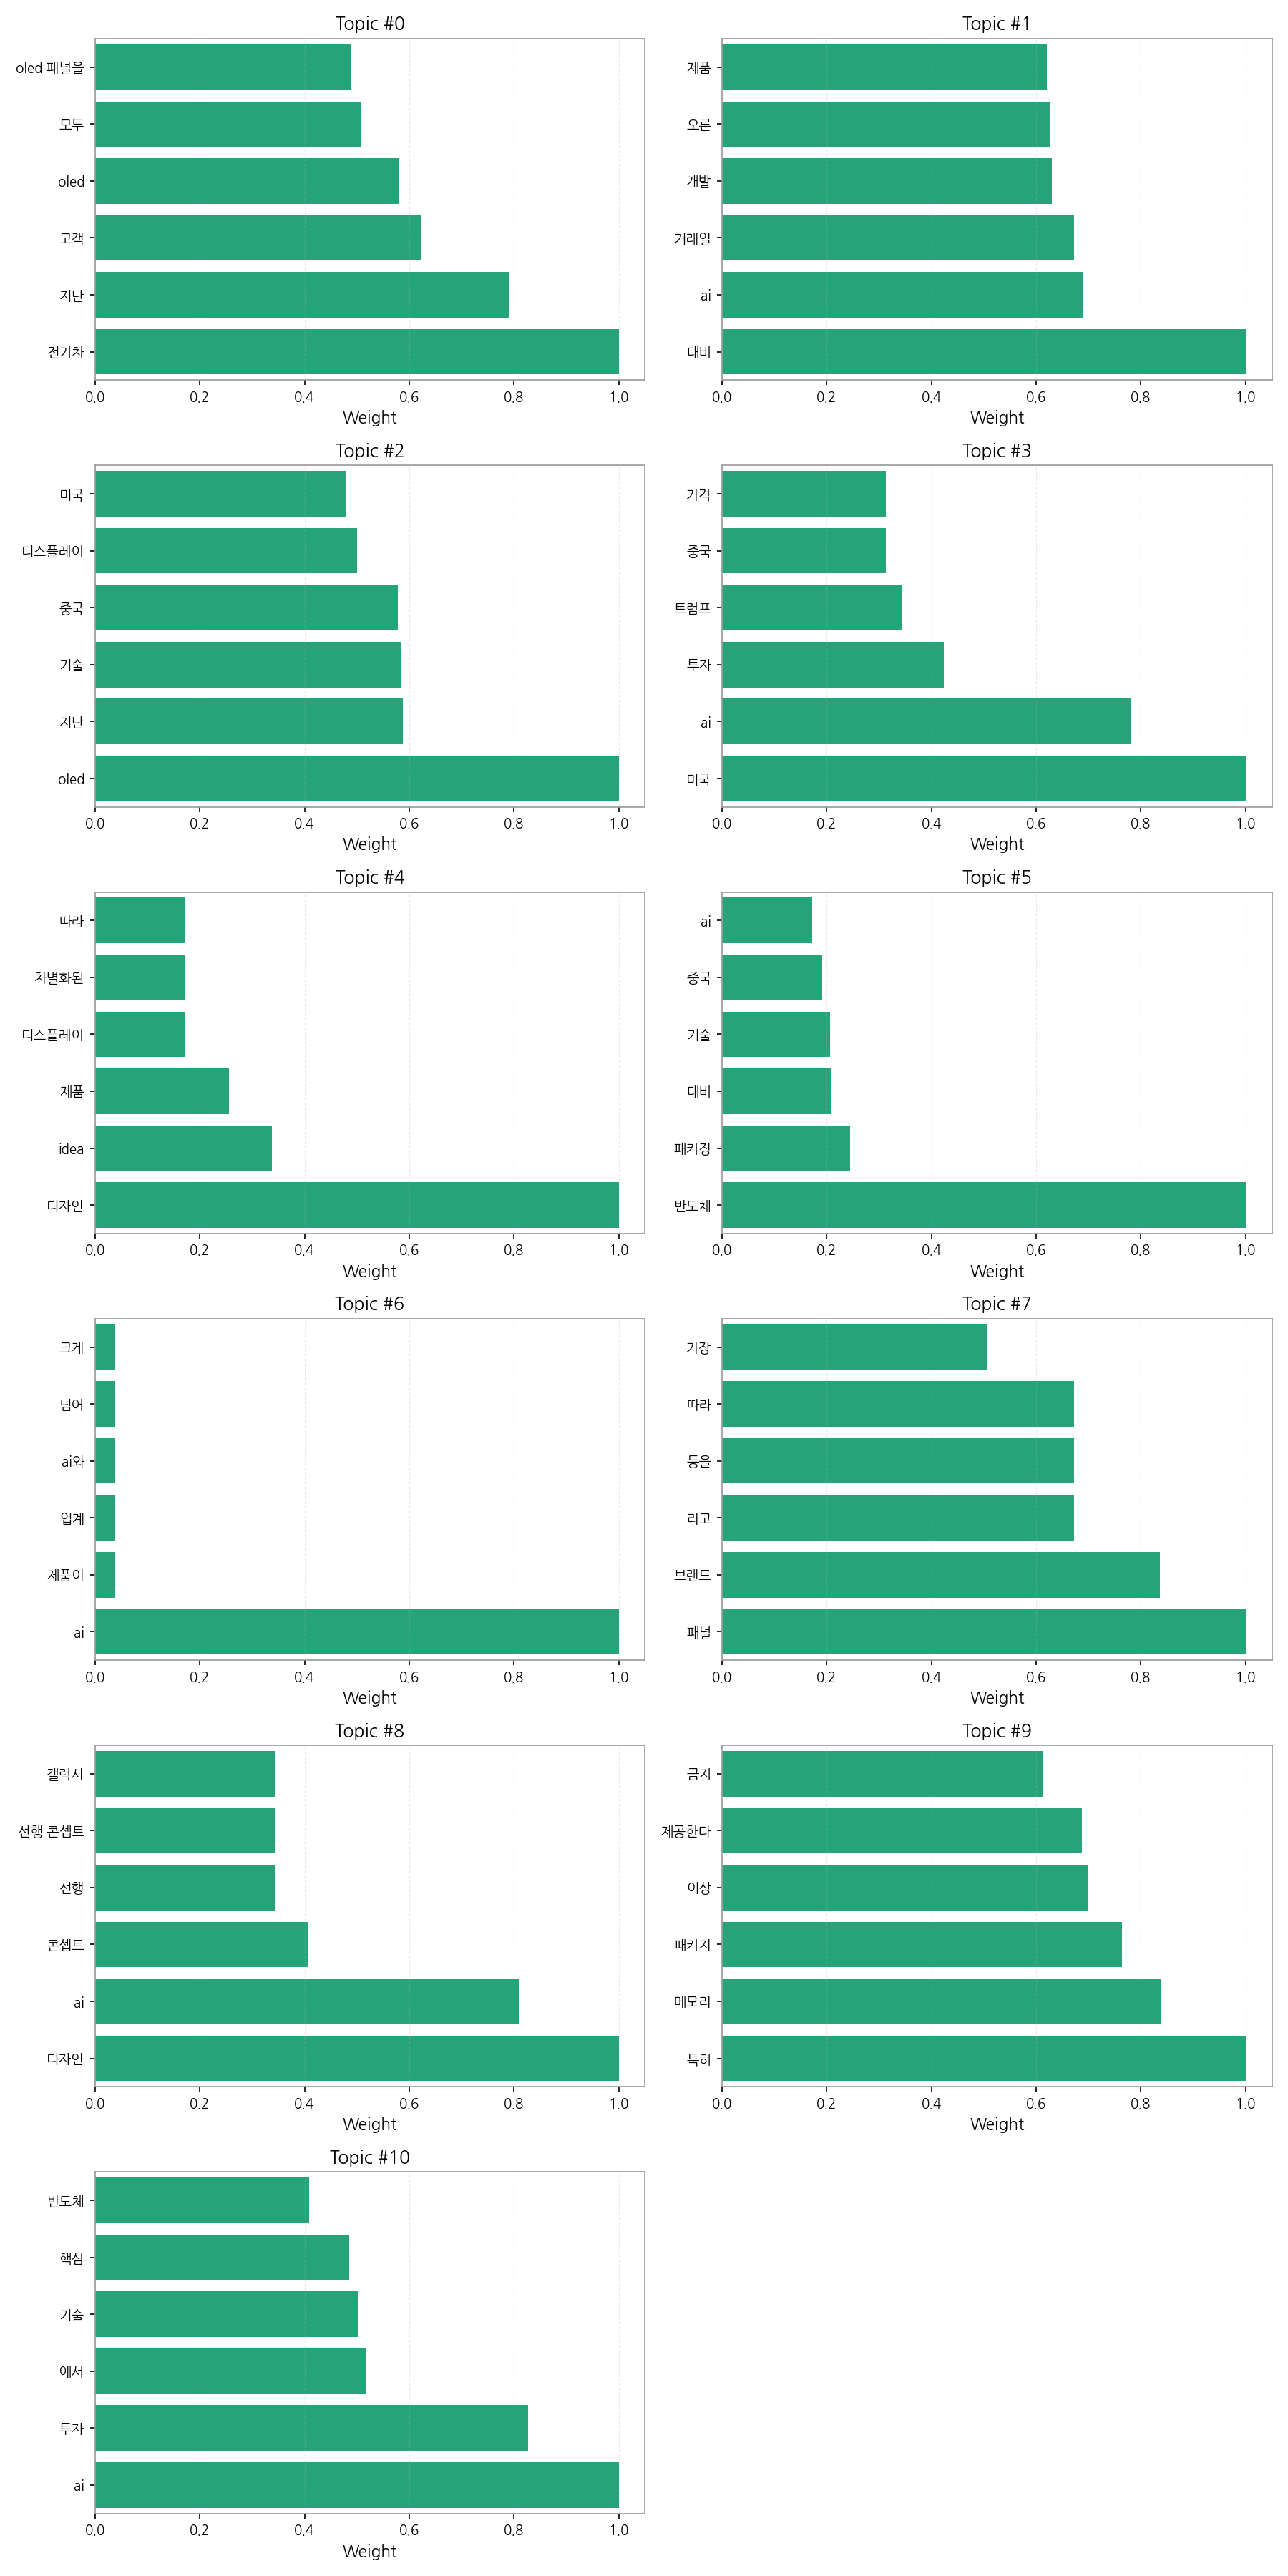 Topic #0
oled 패널을
모두
oled
고객
지난
전기차
0.0 0.2 0.4 0.6 0.8 1.0
Weight
Topic #1
제품
오른
개발
거래일
ai
대비
0.0 0.2 0.4 0.6 0.8 1.0
Weight
Topic #2
미국
디스플레이
중국
기술
지난
oled
0.0 0.2 0.4 0.6 0.8 1.0
Weight
Topic #3
가격
중국
트럼프
투자
ai
미국
0.0 0.2 0.4 0.6 0.8 1.0
Weight
Topic #4
따라
차별화된
디스플레이
제품
idea
디자인
0.0 0.2 0.4 0.6 0.8 1.0
Weight
Topic #5
ai
중국
기술
대비
패키징
반도체
0.0 0.2 0.4 0.6 0.8 1.0
Weight
Topic #6
크게
넘어
ai와
업계
제품이
ai
0.0 0.2 0.4 0.6 0.8 1.0
Weight
Topic #7
가장
따라
등을
라고
브랜드
패널
0.0 0.2 0.4 0.6 0.8 1.0
Weight
Topic #8
갤럭시
선행 콘셉트
선행
콘셉트
ai
디자인
0.0 0.2 0.4 0.6 0.8 1.0
Weight
Topic #9
금지
제공한다
이상
패키지
메모리
특히
0.0 0.2 0.4 0.6 0.8 1.0
Weight
Topic #10
반도체
핵심
기술
에서
투자
ai
0.0 0.2 0.4 0.6 0.8 1.0
Weight